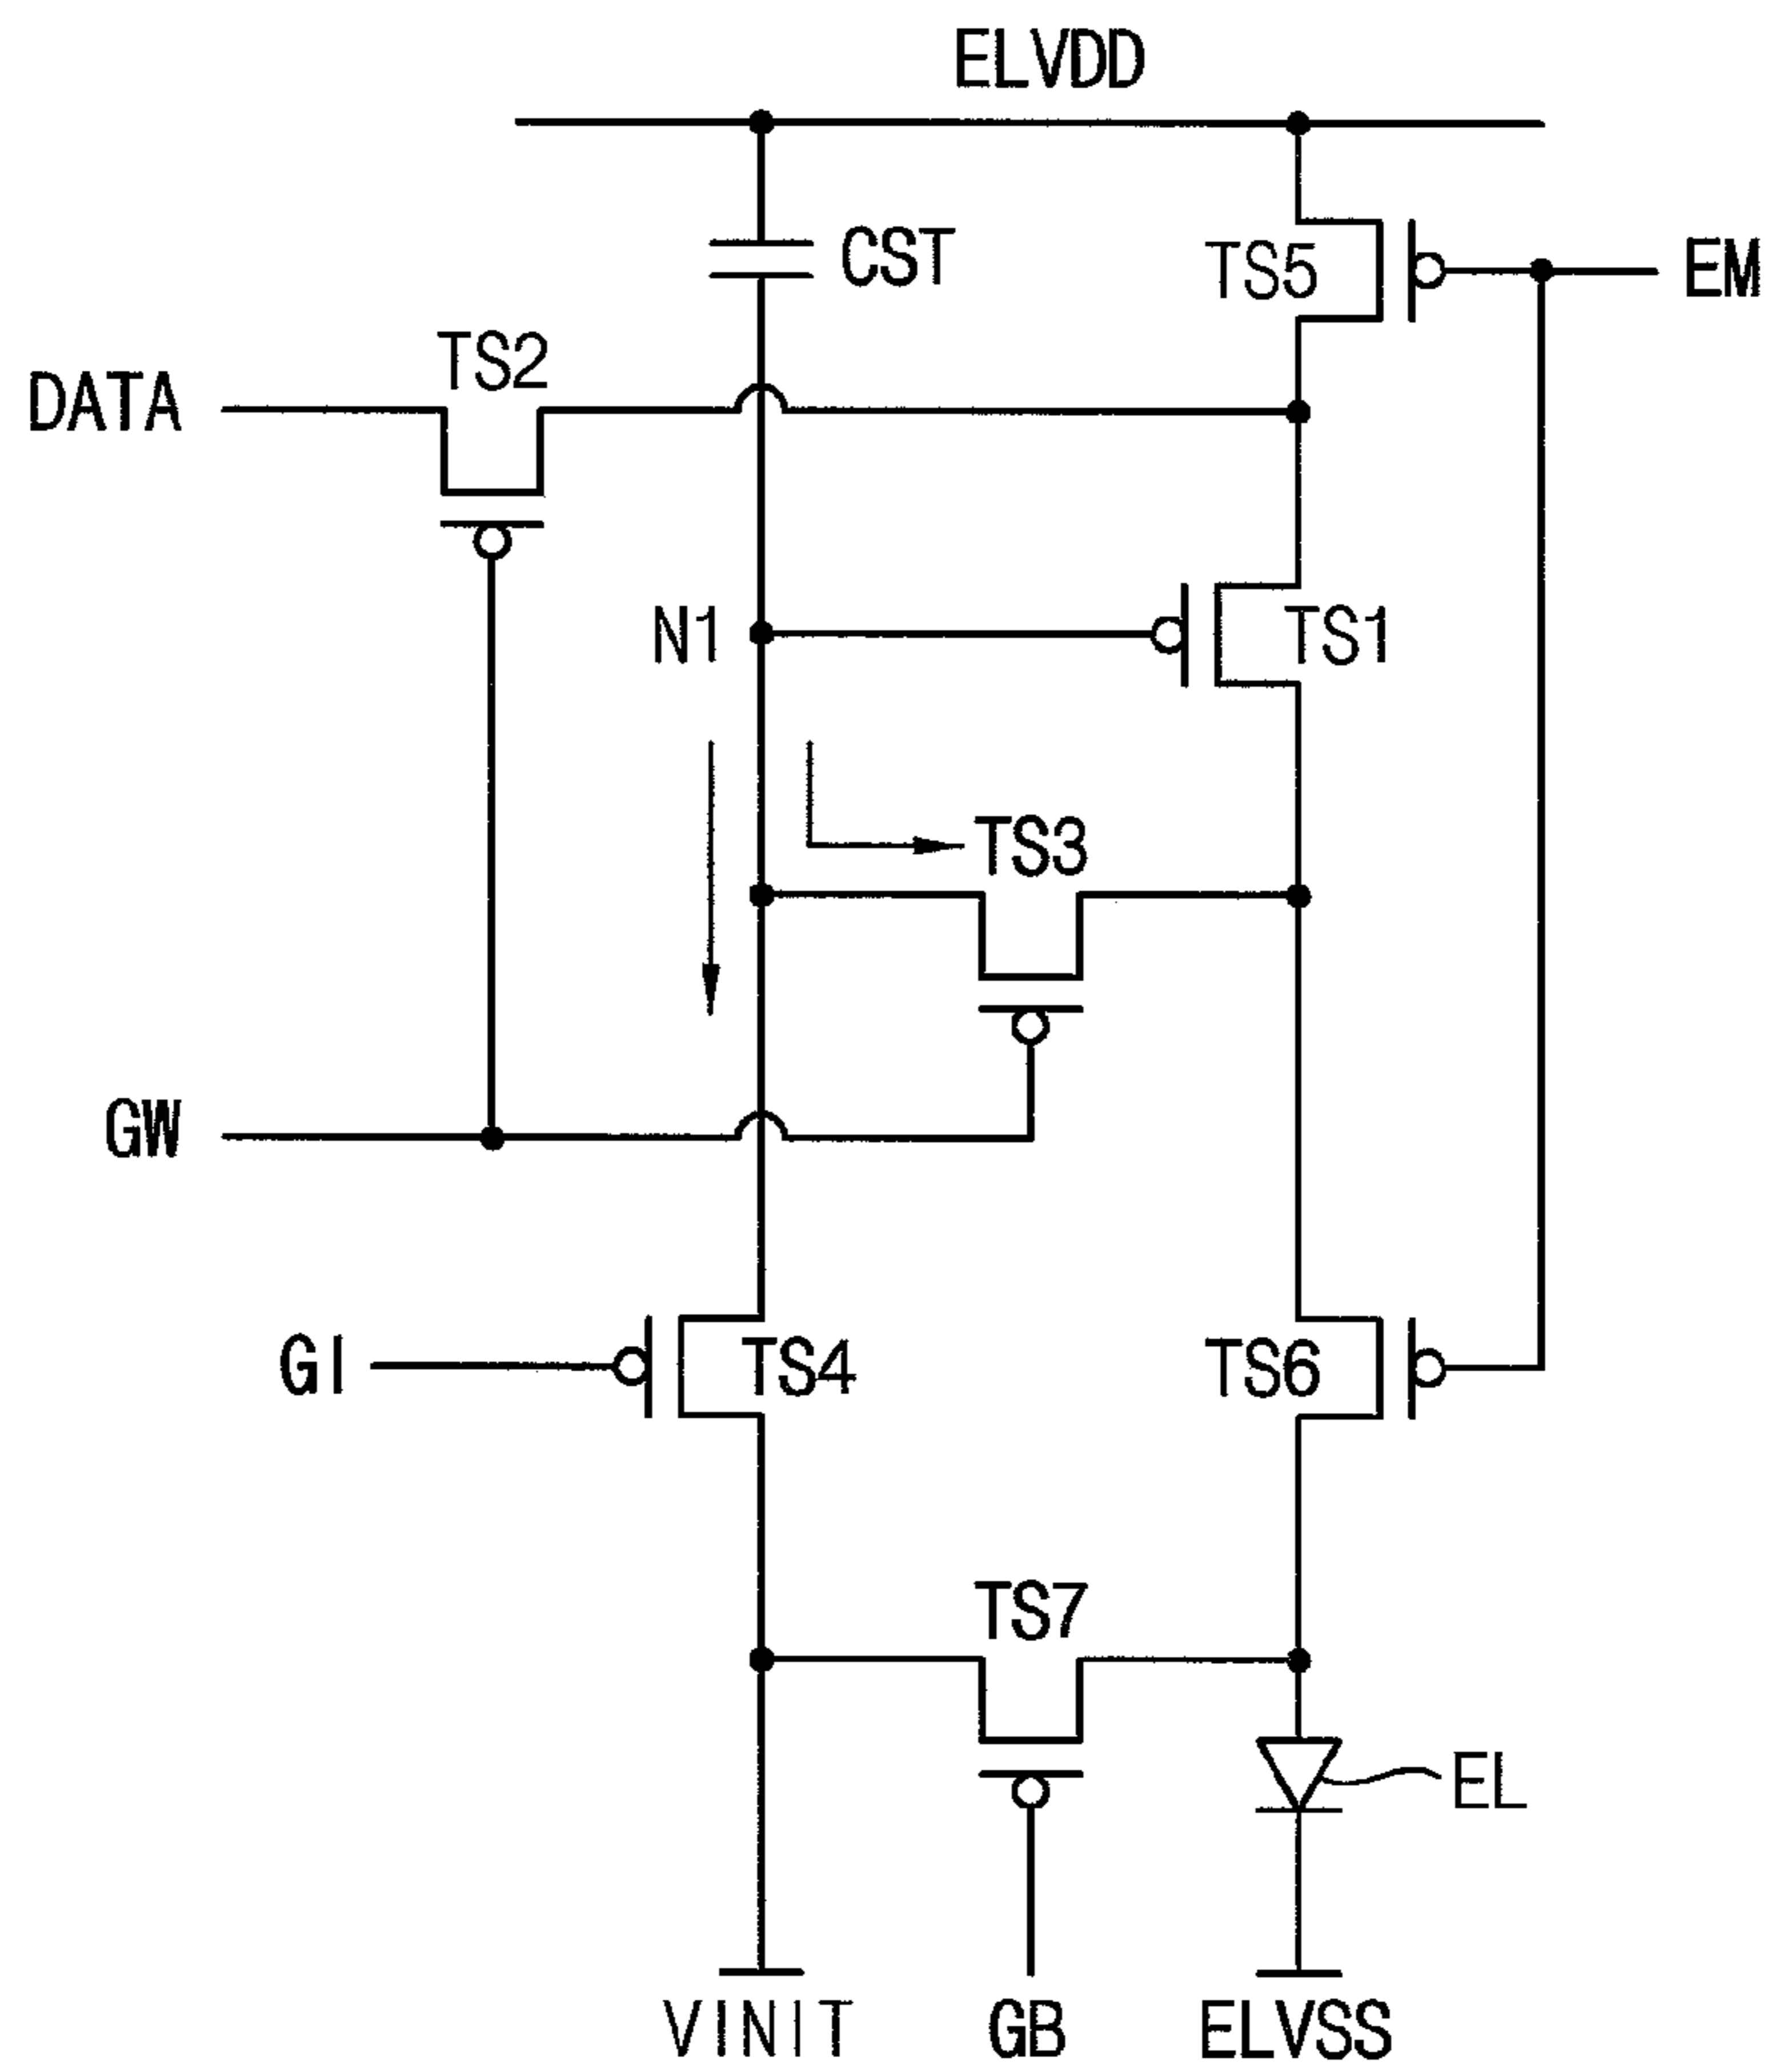 ELVDD
CST
TS5
EM
TS2
DATA
N1
TS1
TS3
GW
GI
TS4
TS6
TS7
EL
VINIT
GB
ELVSS